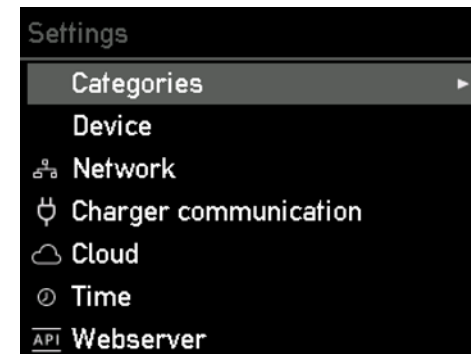 Settings
Categories
Device
Network
Charger communication
Cloud
Time
API Webserver